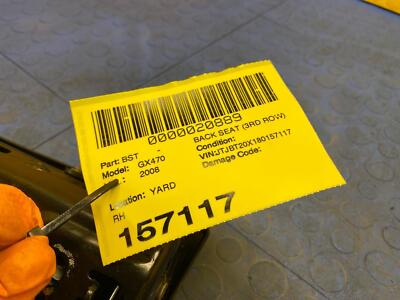 0000020889
Part: BST - BACK SEAT (3RD ROW)
Model: GX470 Condition:
: 2008 VIN:JTJBT20X180157117
Damage Code:
Location: YARD
RH
157117